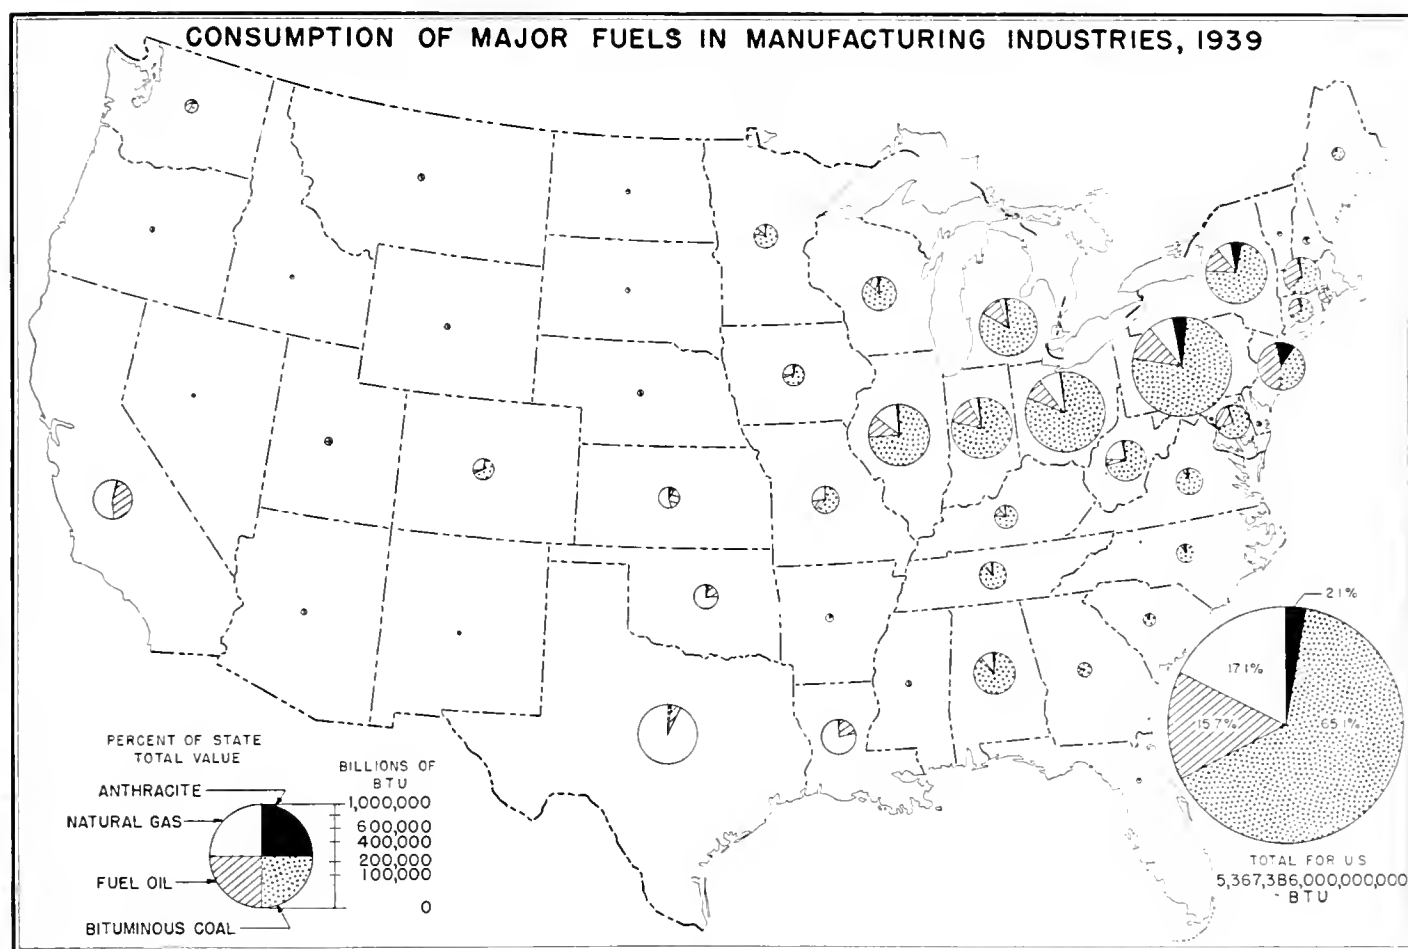 CONSUMPTION OF MAJOR FUELS IN MANUFACTURING INDUSTRIES, 1939
2.1%
17.1%
15.7%
65.1%
TOTAL FOR US
5,367,386,000,000,000
BTU
PERCENT OF STATE
TOTAL VALUE
ANTHRACITE
NATURAL GAS
FUEL OIL
BITUMINOUS COAL
BILLIONS OF
BTU
1,000,000
600,000
400,000
200,000
100,000
0